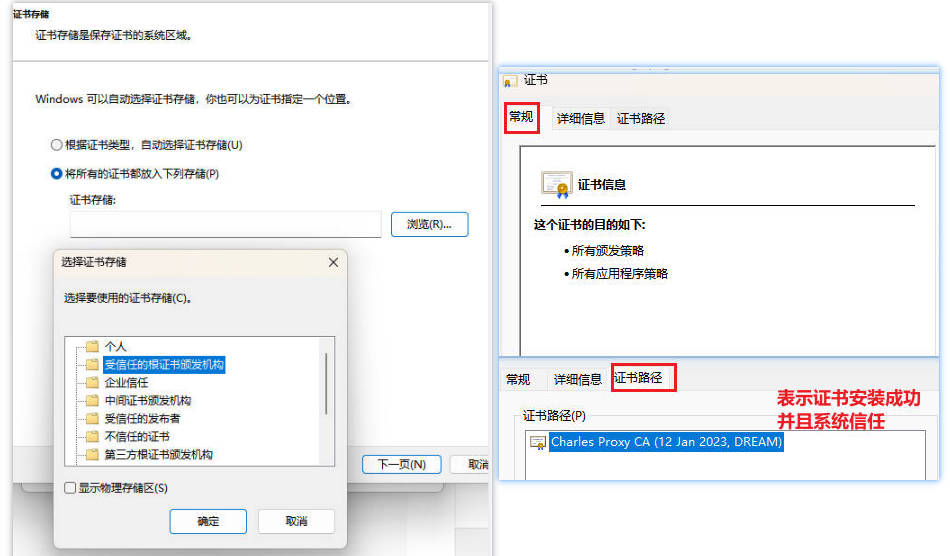 证书存储
证书存储是保存证书的系统区域。
Windows 可以自动选择证书存储，你也可以为证书指定一个位置。
根据证书类型，自动选择证书存储(U)
将所有的证书都放入下列存储(P)
证书存储:
浏览(R)...
选择证书存储
选择要使用的证书存储(C)。
个人
受信任的根证书颁发机构
企业信任
中间证书颁发机构
受信任的发布者
不信任的证书
第三方根证书颁发机构
显示物理存储区(S)
确定
取消
下一页(N)
取消
证书
常规
详细信息
证书路径
证书信息
这个证书的目的如下:
•所有颁发策略
•所有应用程序策略
常规
详细信息
证书路径
证书路径(P)
Charles Proxy CA (12 Jan 2023, DREAM)
表示证书安装成功
并且系统信任